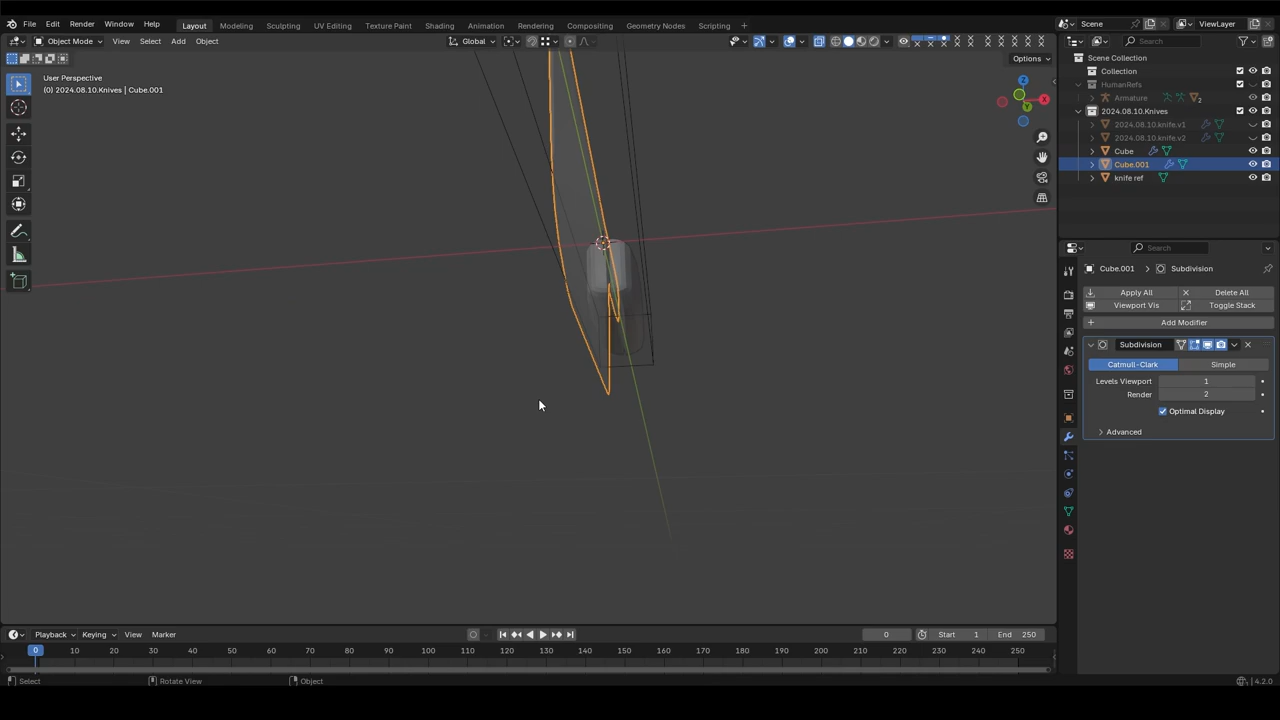 File Edit Render Window Help Layout Modeling Sculpting UV Editing Texture Paint Shading Animation Rendering Compositing Geometry Nodes Scripting + Scene ViewLayer
Object Mode View Select Add Object Global Search
Options
User Perspective
(0) 2024.08.10.Knives | Cube.001
Z
X
Y
Scene Collection
Collection
HumanRefs
Armature 2
2024.08.10.Knives
2024.08.10.knife.v1
2024.08.10.knife.v2
Cube
Cube.001
knife ref
Search
Cube.001 > Subdivision
Apply All Delete All
Viewport Vis Toggle Stack
+ Add Modifier
Subdivision
Catmull-Clark Simple
Levels Viewport 1
Render 2
Optimal Display
Advanced
Playback Keying View Marker 0 Start 1 End 250
0 10 20 30 40 50 60 70 80 90 100 110 120 130 140 150 160 170 180 190 200 210 220 230 240 250
Select Rotate View Object 4.2.0